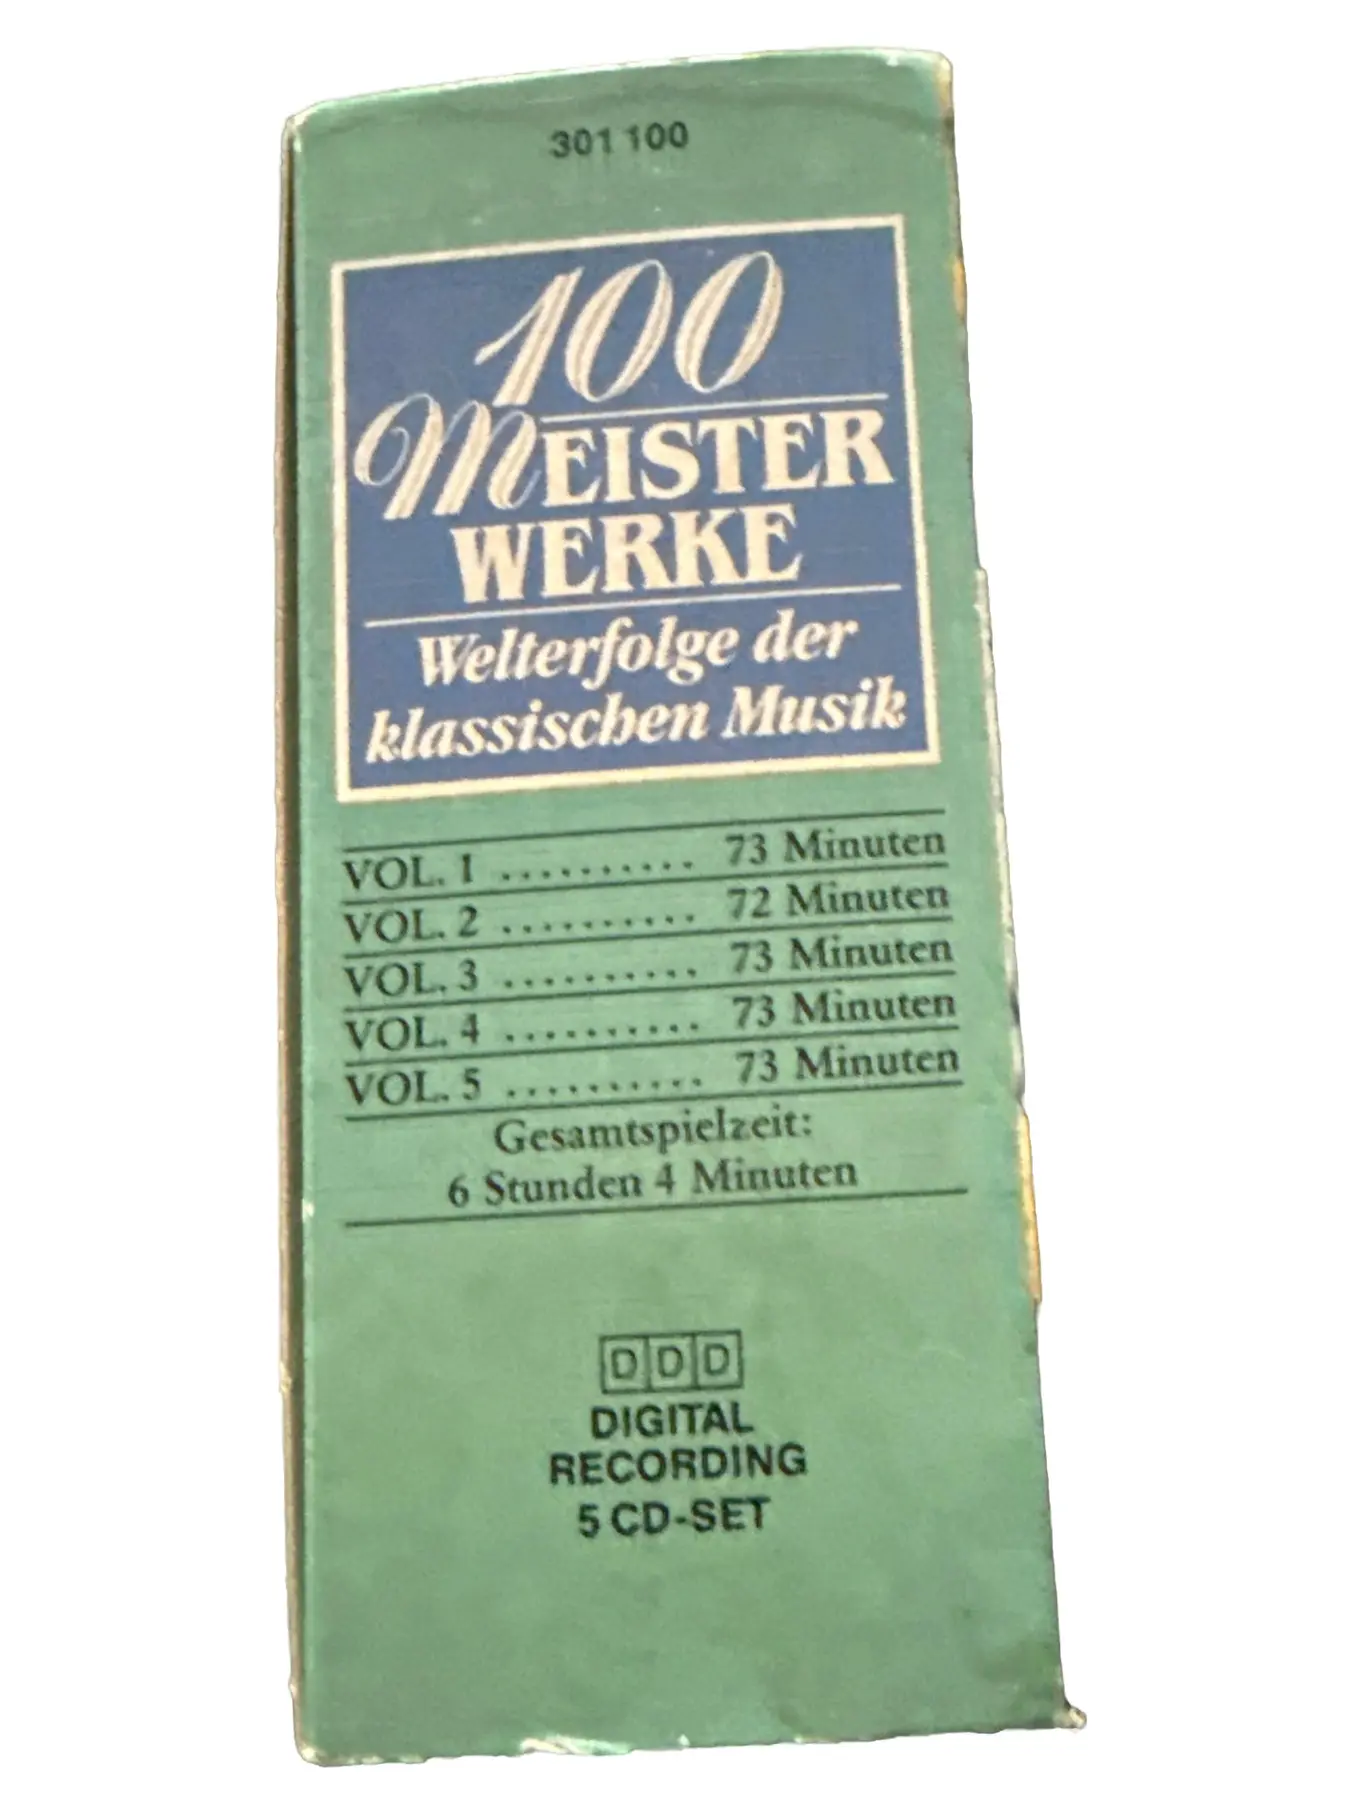 301 100
100
MEISTER
WERKE
Welterfolge der
klassischen Musik
VOL. 1 .......... 73 Minuten
VOL. 2 .......... 72 Minuten
VOL. 3 .......... 73 Minuten
VOL. 4 .......... 73 Minuten
VOL. 5 .......... 73 Minuten
Gesamtspielzeit:
6 Stunden 4 Minuten
DDD
DIGITAL
RECORDING
5 CD-SET